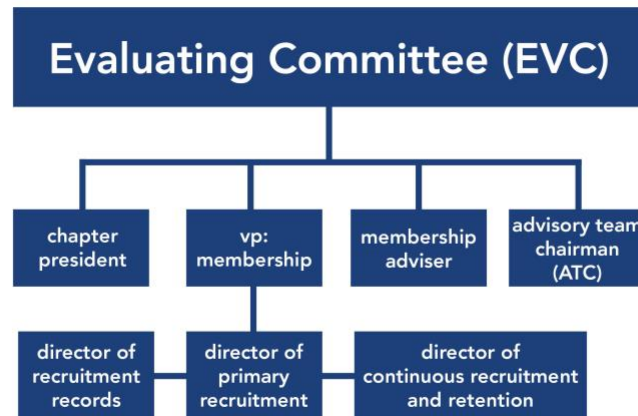 Evaluating Committee (EVC)
chapter
president
vp:
membership
membership
adviser
advisory team
chairman
(ATC)
director of
recruitment
records
director of
primary
recruitment
director of
continuous recruitment
and retention